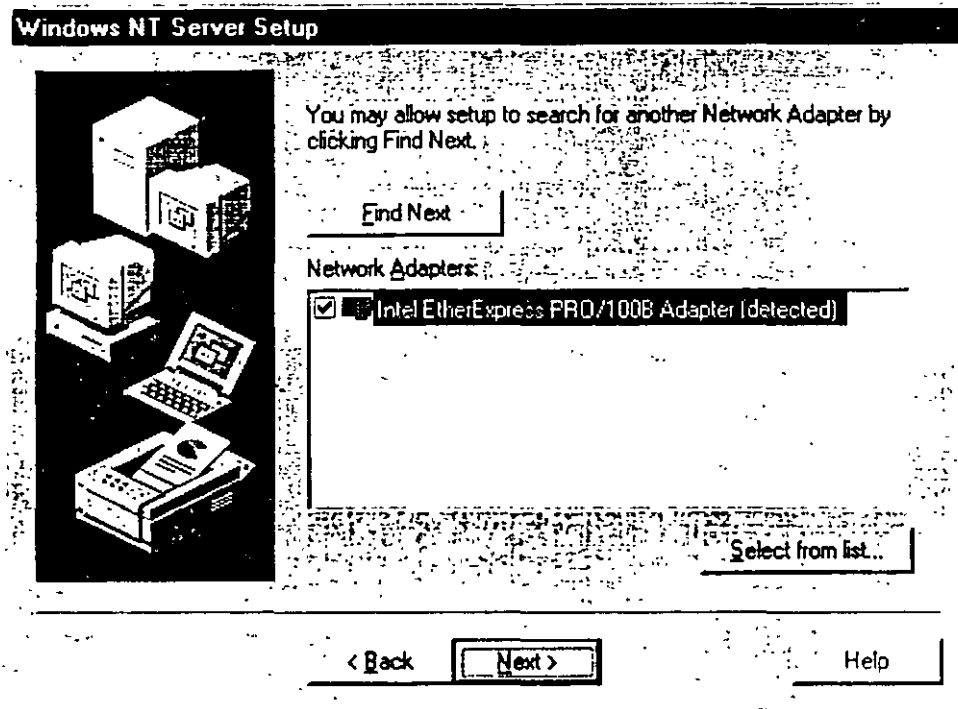 Windows NT Server Setup
You may allow setup to search for another Network Adapter by
clicking Find Next.
Find Next
Network Adapters:
Intel EtherExpress PRO/100B Adapter (detected)
Select from list...
< Back
Next >
Help